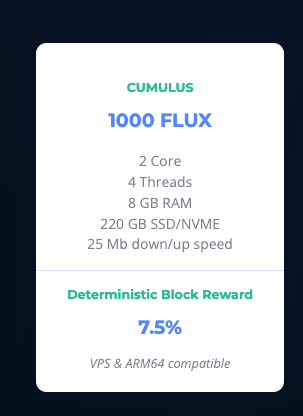 CUMULUS
1000 FLUX
2 Core
4 Threads
8 GB RAM
220 GB SSD/NVME
25 Mb down/up speed
Deterministic Block Reward
7.5%
VPS & ARM64 compatible